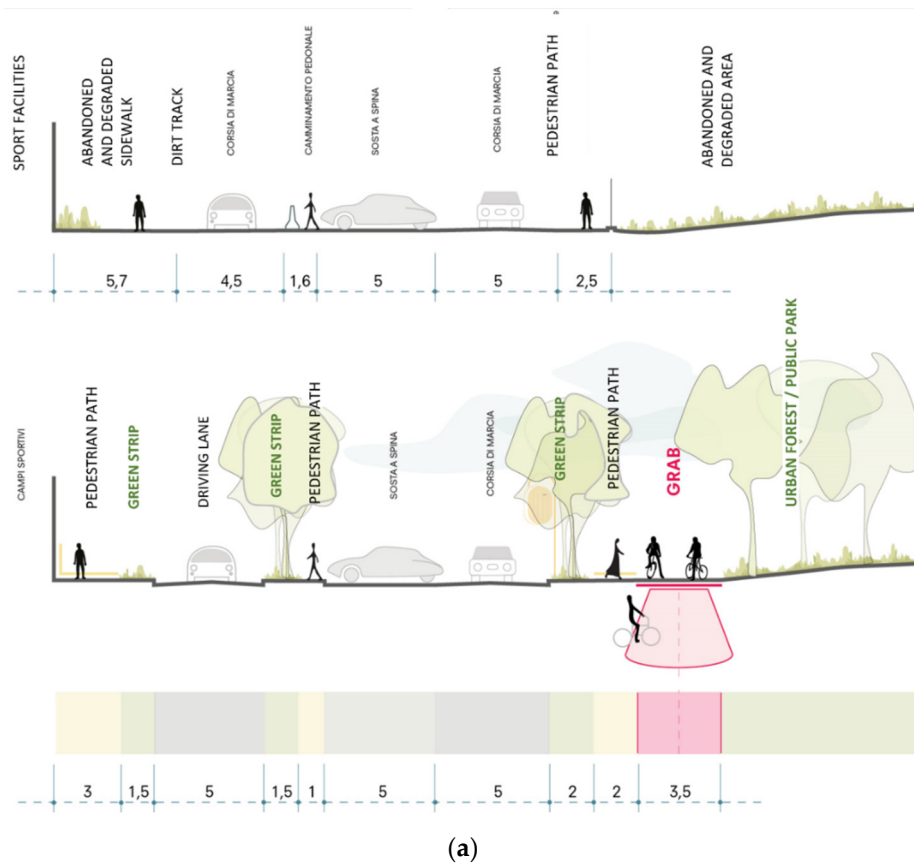 SPORT FACILITIES
ABANDONED
AND DEGRADED
SIDEWALK
DIRT TRACK
CORSIA DI MARCIA
CAMMINAMENTO PEDONALE
SOSTA A SPINA
CORSIA DI MARCIA
PEDESTRIAN PATH
ABANDONED AND
DEGRADED AREA
5,7
4,5
1,6
5
5
2,5
CAMPI SPORTIVI
PEDESTRIAN PATH
GREEN STRIP
DRIVING LANE
GREEN STRIP
PEDESTRIAN PATH
SOSTA A SPINA
CORSIA DI MARCIA
GREEN STRIP
PEDESTRIAN PATH
GRAB
URBAN FOREST / PUBLIC PARK
3
1,5
5
1,5
1
5
5
2
2
3,5
(a)